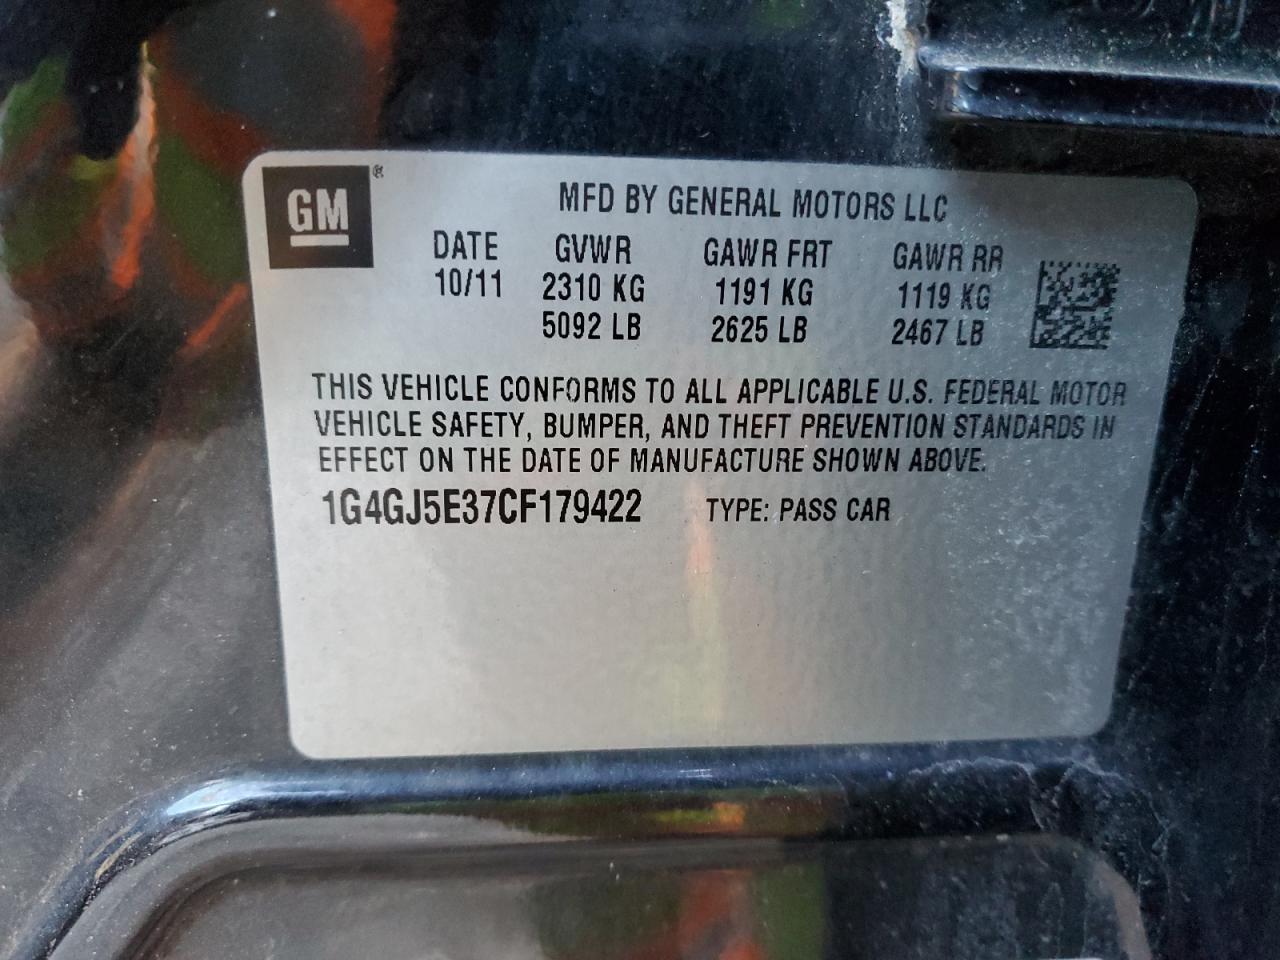 GM®
MFD BY GENERAL MOTORS LLC
DATE GVWR GAWR FRT GAWR RR
10/11 2310 KG 1191 KG 1119 KG
5092 LB 2625 LB 2467 LB
THIS VEHICLE CONFORMS TO ALL APPLICABLE U.S. FEDERAL MOTOR
VEHICLE SAFETY, BUMPER, AND THEFT PREVENTION STANDARDS IN
EFFECT ON THE DATE OF MANUFACTURE SHOWN ABOVE.
1G4GJ5E37CF179422 TYPE: PASS CAR